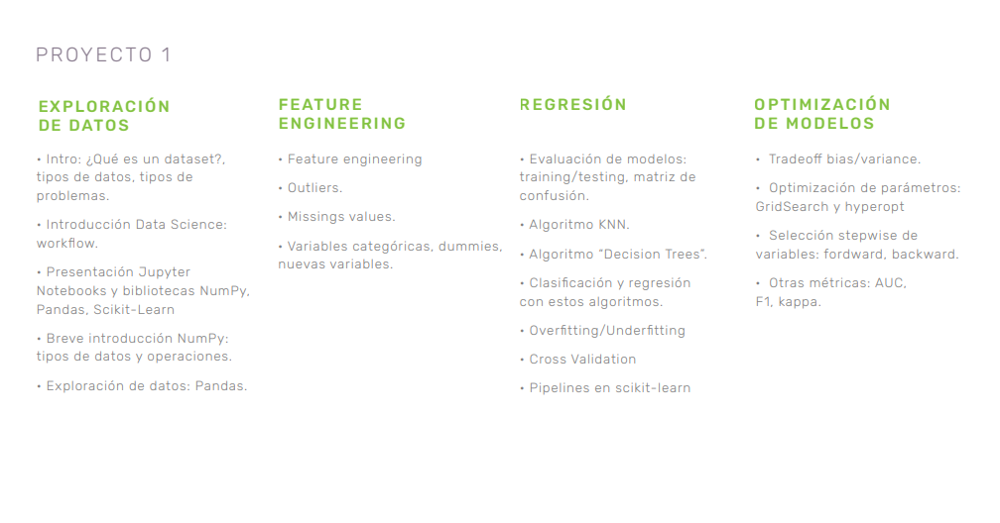 PROYECTO 1
EXPLORACIÓN
DE DATOS
• Intro: ¿Qué es un dataset?,
tipos de datos, tipos de
problemas.
• Introducción Data Science:
workflow.
• Presentación Jupyter
Notebooks y bibliotecas NumPy,
Pandas, Scikit-Learn
• Breve introducción NumPy:
tipos de datos y operaciones.
• Exploración de datos: Pandas.
FEATURE
ENGINEERING
• Feature engineering
• Outliers.
• Missings values.
• Variables categóricas, dummies,
nuevas variables.
REGRESIÓN
• Evaluación de modelos:
training/testing, matriz de
confusión.
• Algoritmo KNN.
• Algoritmo “Decision Trees”.
• Clasificación y regresión
con estos algoritmos.
• Overfitting/Underfitting
• Cross Validation
• Pipelines en scikit-learn
OPTIMIZACIÓN
DE MODELOS
• Tradeoff bias/variance.
• Optimización de parámetros:
GridSearch y hyperopt
• Selección stepwise de
variables: fordward, backward.
• Otras métricas: AUC,
F1, kappa.